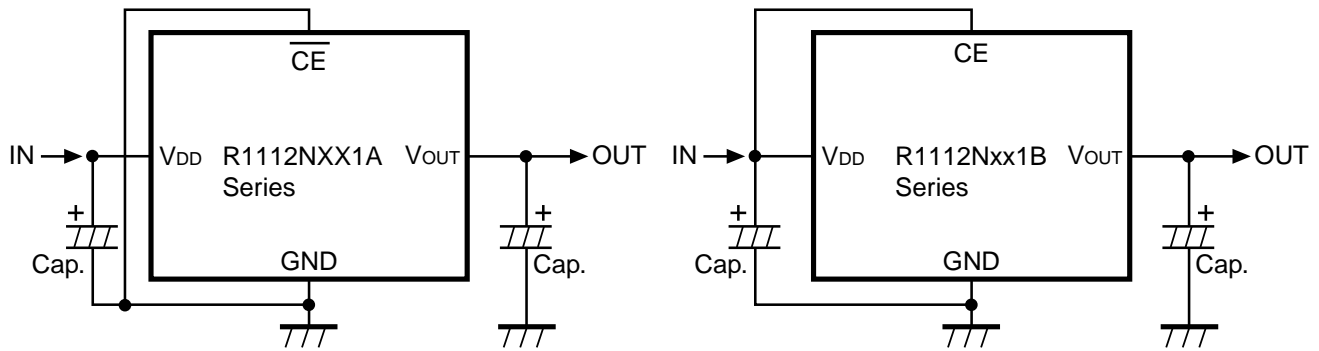 CE
IN
VDD R1112NXX1A VOUT
Series
OUT
+
Cap.
+
Cap.
GND
CE
IN
VDD R1112Nxx1B VOUT
Series
OUT
+
Cap.
+
Cap.
GND